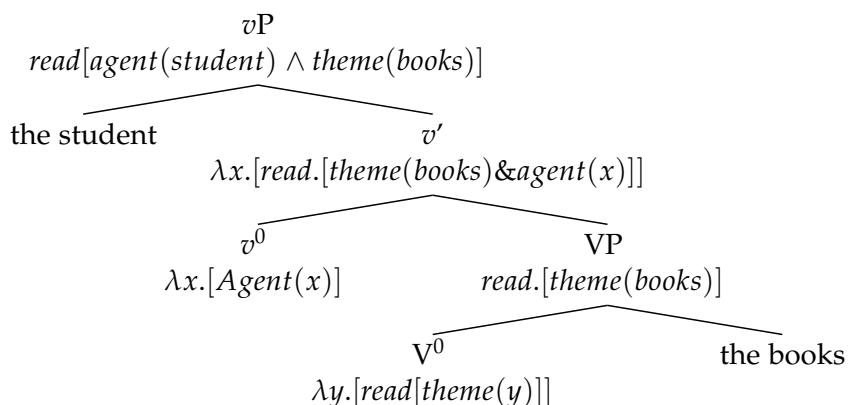 vP
read[agent(student) ∧ theme(books)]
the student
v′
λx.[read.[theme(books)&agent(x)]]
v⁰
λx.[Agent(x)]
VP
read.[theme(books)]
V⁰
λy.[read[theme(y)]]
the books